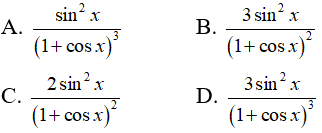 A. \frac{\sin^2 x}{(1 + \cos x)^3} B. \frac{3 \sin^2 x}{(1 + \cos x)^2}
C. \frac{2 \sin^2 x}{(1 + \cos x)^2} D. \frac{3 \sin^2 x}{(1 + \cos x)^3}